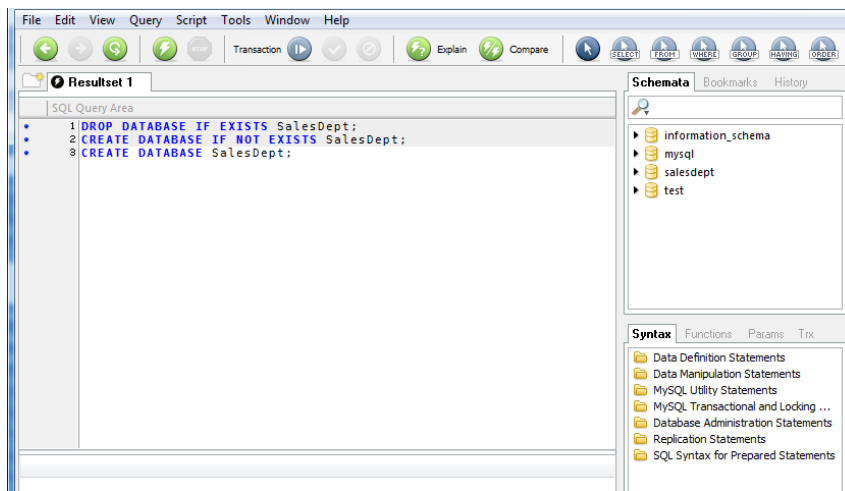 File Edit View Query Script Tools Window Help
Transaction Explain Compare SELECT FROM WHERE GROUP HAVING ORDER
Resultset 1
SQL Query Area
1 DROP DATABASE IF EXISTS SalesDept;
2 CREATE DATABASE IF NOT EXISTS SalesDept;
3 CREATE DATABASE SalesDept;
Schemata Bookmarks History
information_schema
mysql
salesdept
test
Syntax Functions Params Trx
Data Definition Statements
Data Manipulation Statements
MySQL Utility Statements
MySQL Transactional and Locking ...
Database Administration Statements
Replication Statements
SQL Syntax for Prepared Statements